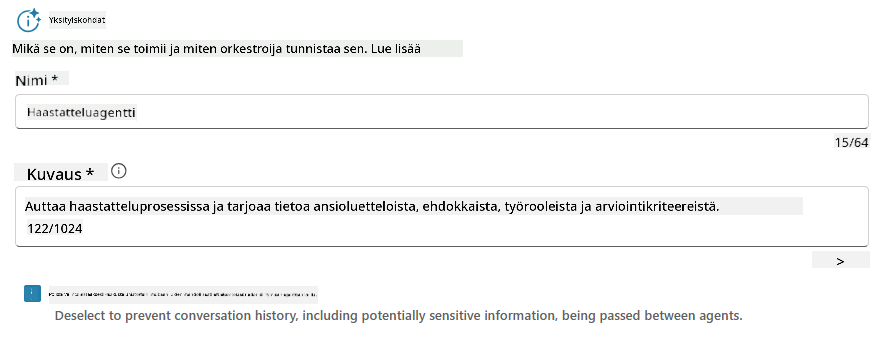 Yksityiskohdat
Mikä se on, miten se toimii ja miten orkestroija tunnistaa sen. Lue lisää
Nimi *
Haastatteluagentti
15/64
Kuvaus *
Auttaa haastatteluprosessissa ja tarjoaa tietoa ansioluetteloista, ehdokkaista, työrooleista ja arviointikriteereistä.
122/1024
>
Deselect to prevent conversation history, including potentially sensitive information, being passed between agents.